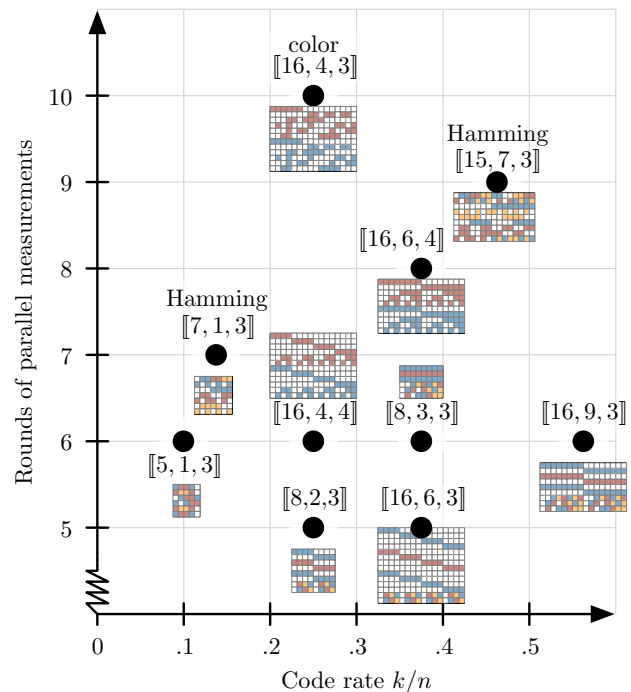 color
⟦16, 4, 3⟧
10
Hamming
⟦15, 7, 3⟧
9
⟦16, 6, 4⟧
8
Hamming
⟦7, 1, 3⟧
7
⟦16, 4, 4⟧
⟦8, 3, 3⟧
⟦16, 9, 3⟧
6
⟦5, 1, 3⟧
⟦8,2,3⟧
⟦16, 6, 3⟧
5
Rounds of parallel measurements
0
.1
.2
.3
.4
.5
Code rate k/n